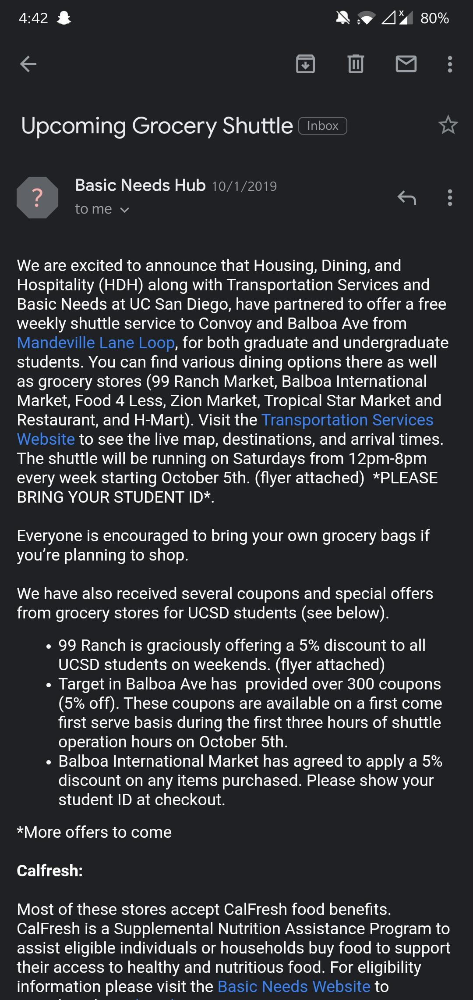 4:42
x 80%
Upcoming Grocery Shuttle Inbox
?
Basic Needs Hub 10/1/2019
to me
We are excited to announce that Housing, Dining, and
Hospitality (HDH) along with Transportation Services and
Basic Needs at UC San Diego, have partnered to offer a free
weekly shuttle service to Convoy and Balboa Ave from
Mandeville Lane Loop, for both graduate and undergraduate
students. You can find various dining options there as well
as grocery stores (99 Ranch Market, Balboa International
Market, Food 4 Less, Zion Market, Tropical Star Market and
Restaurant, and H-Mart). Visit the Transportation Services
Website to see the live map, destinations, and arrival times.
The shuttle will be running on Saturdays from 12pm-8pm
every week starting October 5th. (flyer attached)  *PLEASE
BRING YOUR STUDENT ID*.
Everyone is encouraged to bring your own grocery bags if
you’re planning to shop.
We have also received several coupons and special offers
from grocery stores for UCSD students (see below).
• 99 Ranch is graciously offering a 5% discount to all
UCSD students on weekends. (flyer attached)
• Target in Balboa Ave has  provided over 300 coupons
(5% off). These coupons are available on a first come
first serve basis during the first three hours of shuttle
operation hours on October 5th.
• Balboa International Market has agreed to apply a 5%
discount on any items purchased. Please show your
student ID at checkout.
*More offers to come
Calfresh:
Most of these stores accept CalFresh food benefits.
CalFresh is a Supplemental Nutrition Assistance Program to
assist eligible individuals or households buy food to support
their access to healthy and nutritious food. For eligibility
information please visit the Basic Needs Website to